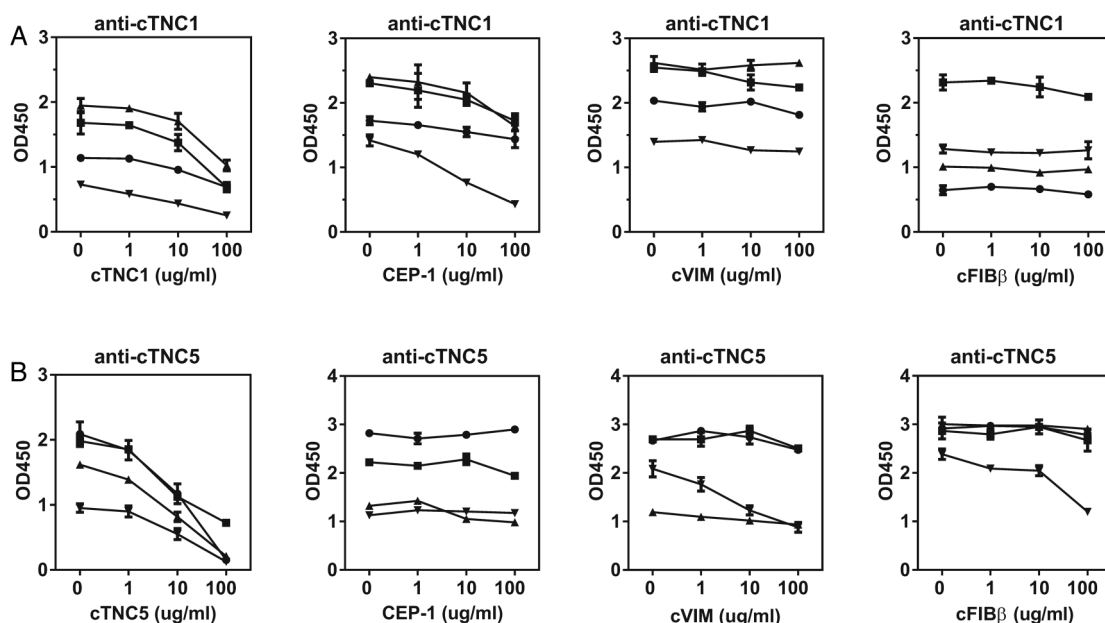 A
anti-cTNC1 anti-cTNC1 anti-cTNC1 anti-cTNC1
3 3 3 3
2 2 2 2
1 1 1 1
0 0 0 0
OD450 OD450 OD450 OD450
0 1 10 100 0 1 10 100 0 1 10 100 0 1 10 100
cTNC1 (ug/ml) CEP-1 (ug/ml) cVIM (ug/ml) cFIBβ (ug/ml)
B
anti-cTNC5 anti-cTNC5 anti-cTNC5 anti-cTNC5
3 4 4 4
2 3 3 3
1 2 2 2
0 1 1 1
0 0 0
OD450 OD450 OD450 OD450
0 1 10 100 0 1 10 100 0 1 10 100 0 1 10 100
cTNC5 (ug/ml) CEP-1 (ug/ml) cVIM (ug/ml) cFIBβ (ug/ml)